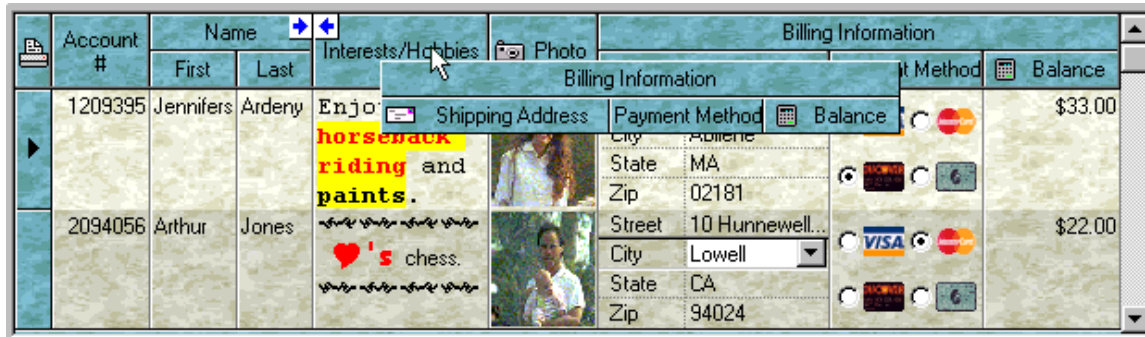 Account #
Name
First
Last
Interests/Hobbies
Photo
Billing Information
Method
Balance
Billing Information
Shipping Address
Payment Method
Balance
1209395
Jennifers
Ardeny
horseback
riding and
paints.
City
Abilene
State
MA
Zip
02181
DISCOVER
$33.00
2094056
Arthur
Jones
's chess.
Street
10 Hunnewell...
City
Lowell
State
CA
Zip
94024
VISA
DISCOVER
$22.00